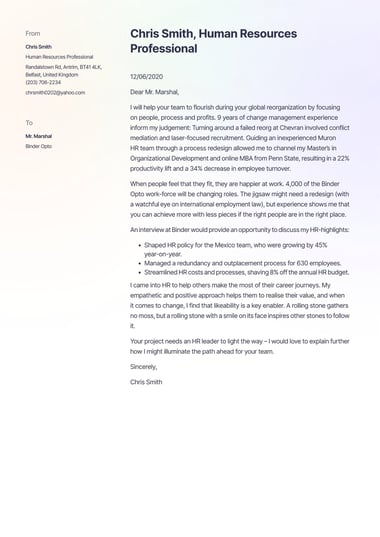 From
Chris Smith
Human Resources Professional
Randalstown Rd, Antrim, BT41 4LK,
Belfast, United Kingdom
(203) 706-2234
chrsmith0202@yahoo.com
To
Mr. Marshal
Binder Opto
Chris Smith, Human Resources
Professional
12/06/2020
Dear Mr. Marshal,
I will help your team to flourish during your global reorganization by focusing
on people, process and profits. 9 years of change management experience
inform my judgement: Turning around a failed reorg at Chevran involved conflict
mediation and laser-focused recruitment. Guiding an inexperienced Muron
HR team through a process redesign allowed me to channel my Master's in
Organizational Development and online MBA from Penn State, resulting in a 22%
productivity lift and a 34% decrease in employee turnover.
When people feel that they fit, they are happier at work. 4,000 of the Binder
Opto work-force will be changing roles. The jigsaw might need a redesign (with
a watchful eye on international employment law), but experience shows me that
you can achieve more with less pieces if the right people are in the right place.
An interview at Binder would provide an opportunity to discuss my HR-highlights:
• Shaped HR policy for the Mexico team, who were growing by 45%
year-on-year.
• Managed a redundancy and outplacement process for 630 employees.
• Streamlined HR costs and processes, shaving 8% off the annual HR budget.
I came into HR to help others make the most of their career journeys. My
empathetic and positive approach helps them to realise their value, and when
it comes to change, I find that likeability is a key enabler. A rolling stone gathers
no moss, but a rolling stone with a smile on its face inspires other stones to follow
it.
Your project needs an HR leader to light the way – I would love to explain further
how I might illuminate the path ahead for your team.
Sincerely,
Chris Smith